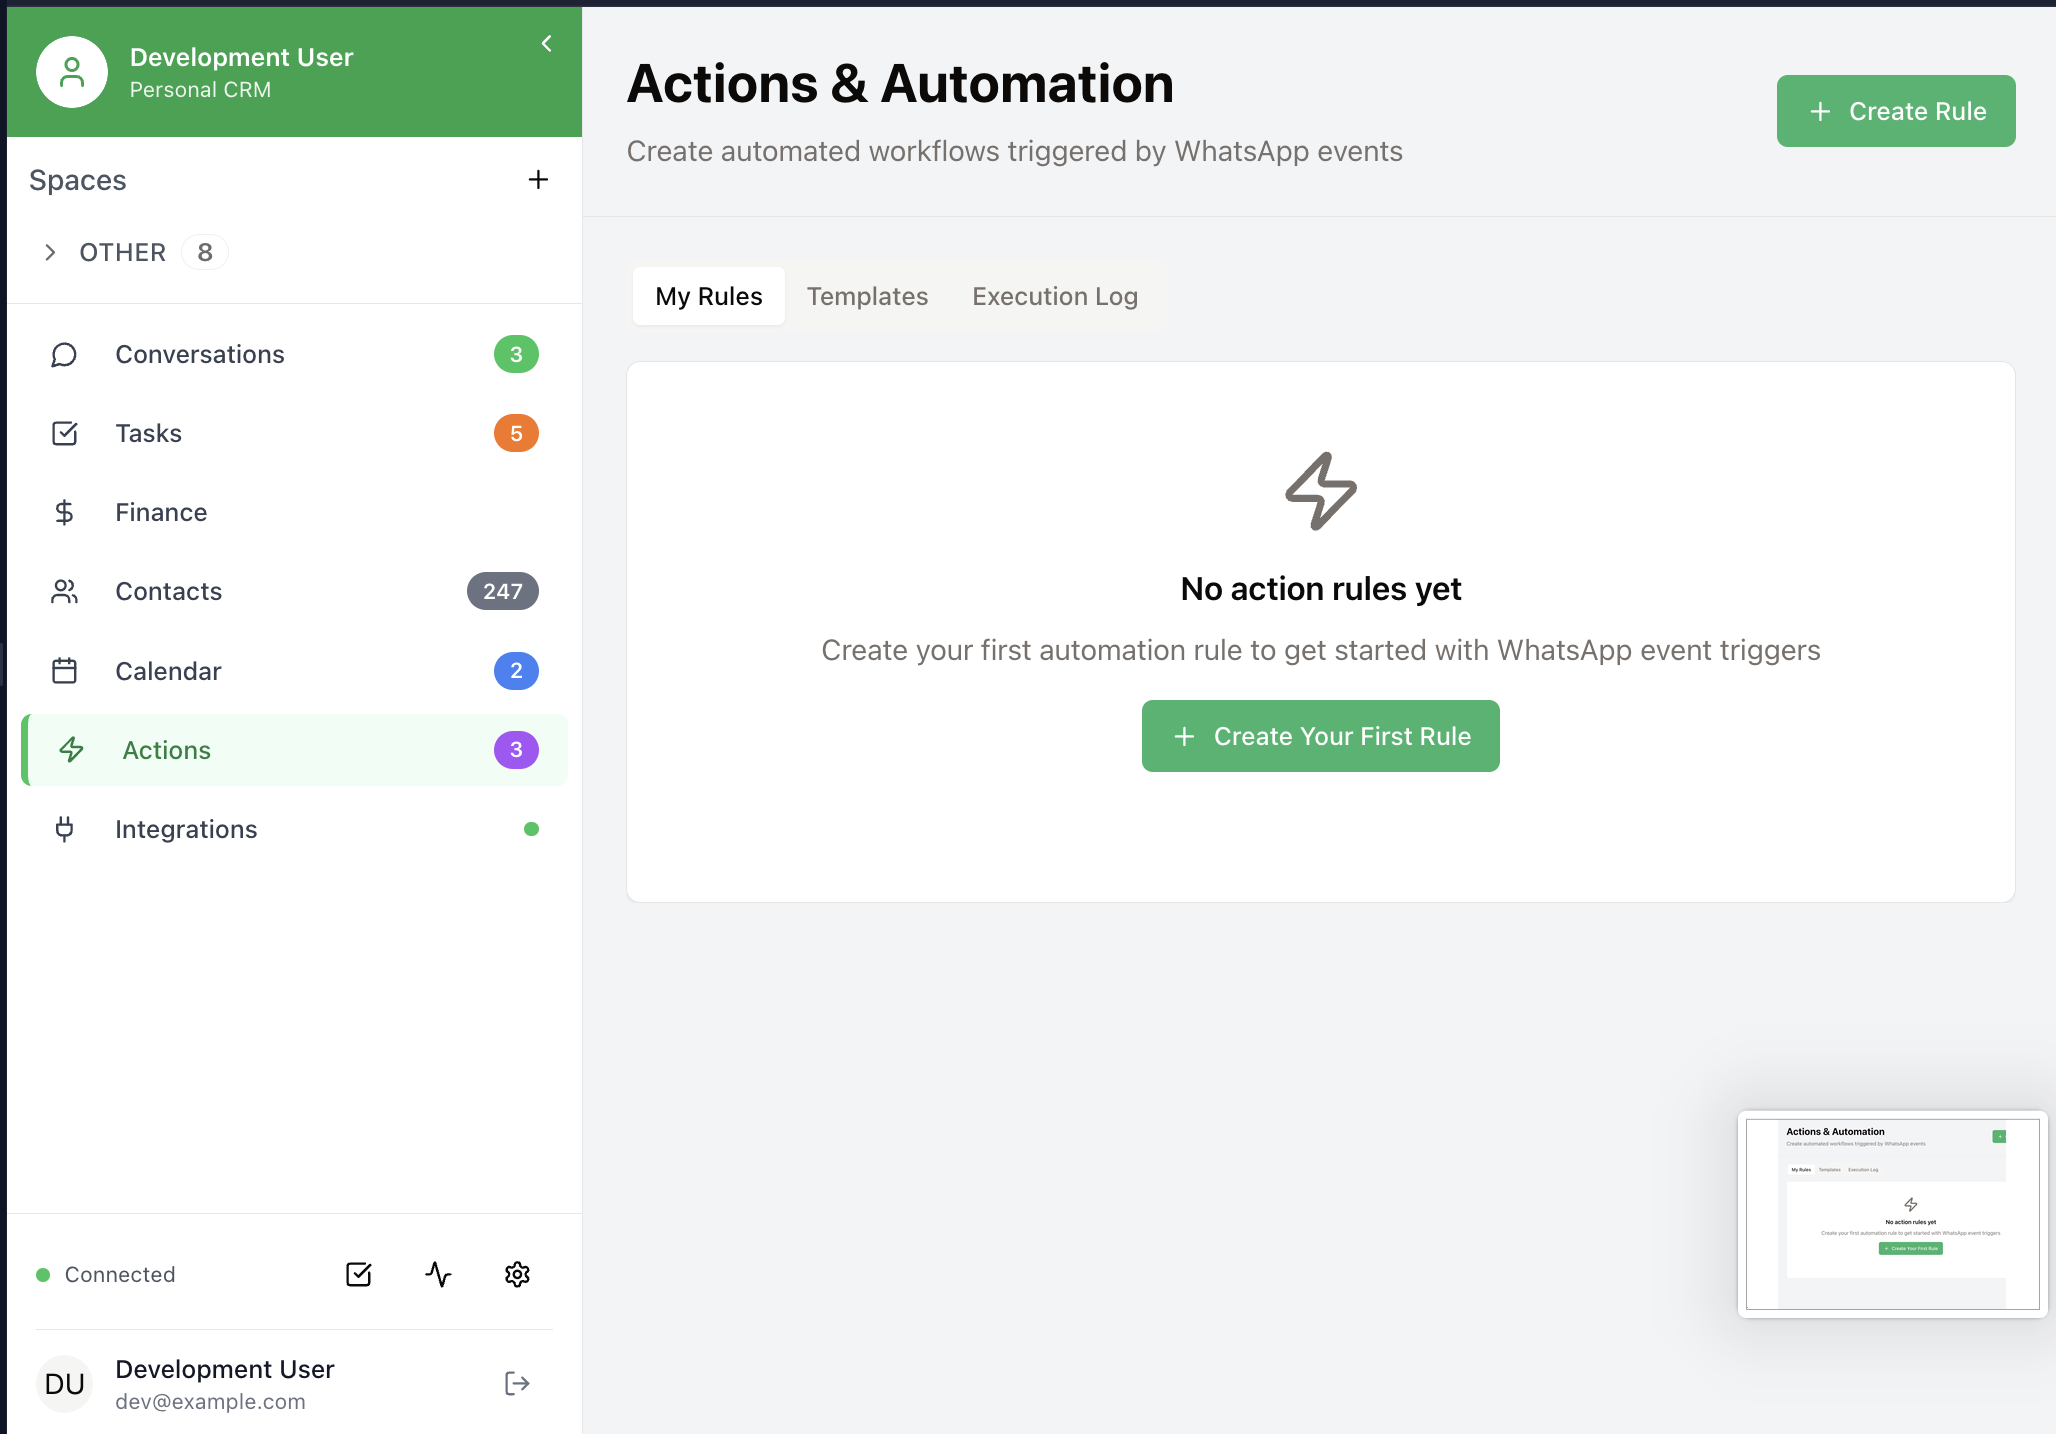 Development User
Personal CRM
Spaces
OTHER 8
Conversations 3
Tasks 5
Finance
Contacts 247
Calendar 2
Actions 3
Integrations
Connected
DU
Development User
dev@example.com
Actions & Automation
Create automated workflows triggered by WhatsApp events
Create Rule
My Rules Templates Execution Log
No action rules yet
Create your first automation rule to get started with WhatsApp event triggers
Create Your First Rule
Actions & Automation
Create automated workflows triggered by WhatsApp events
My Rules Templates Execution Log
No action rules yet
Create your first automation rule to get started with WhatsApp event triggers
Create Your First Rule